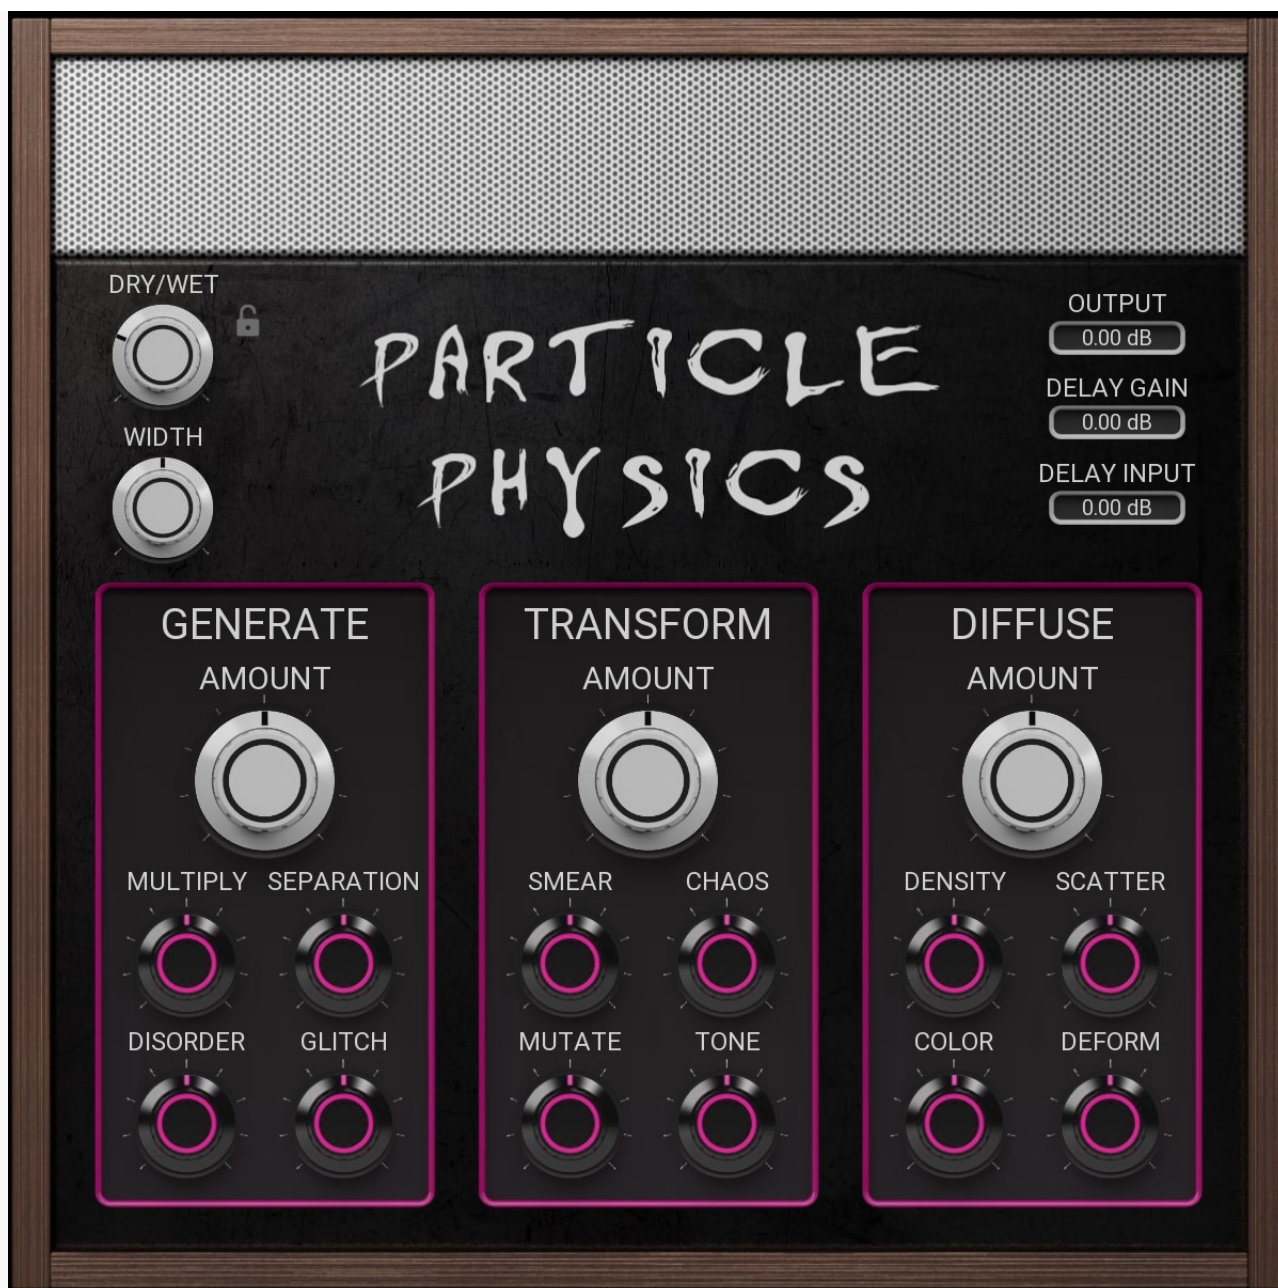 DRY/WET
WIDTH
PARTICLE
PHYSICS
OUTPUT
0.00 dB
DELAY GAIN
0.00 dB
DELAY INPUT
0.00 dB
GENERATE
AMOUNT
MULTIPLY SEPARATION
DISORDER GLITCH
TRANSFORM
AMOUNT
SMEAR CHAOS
MUTATE TONE
DIFFUSE
AMOUNT
DENSITY SCATTER
COLOR DEFORM